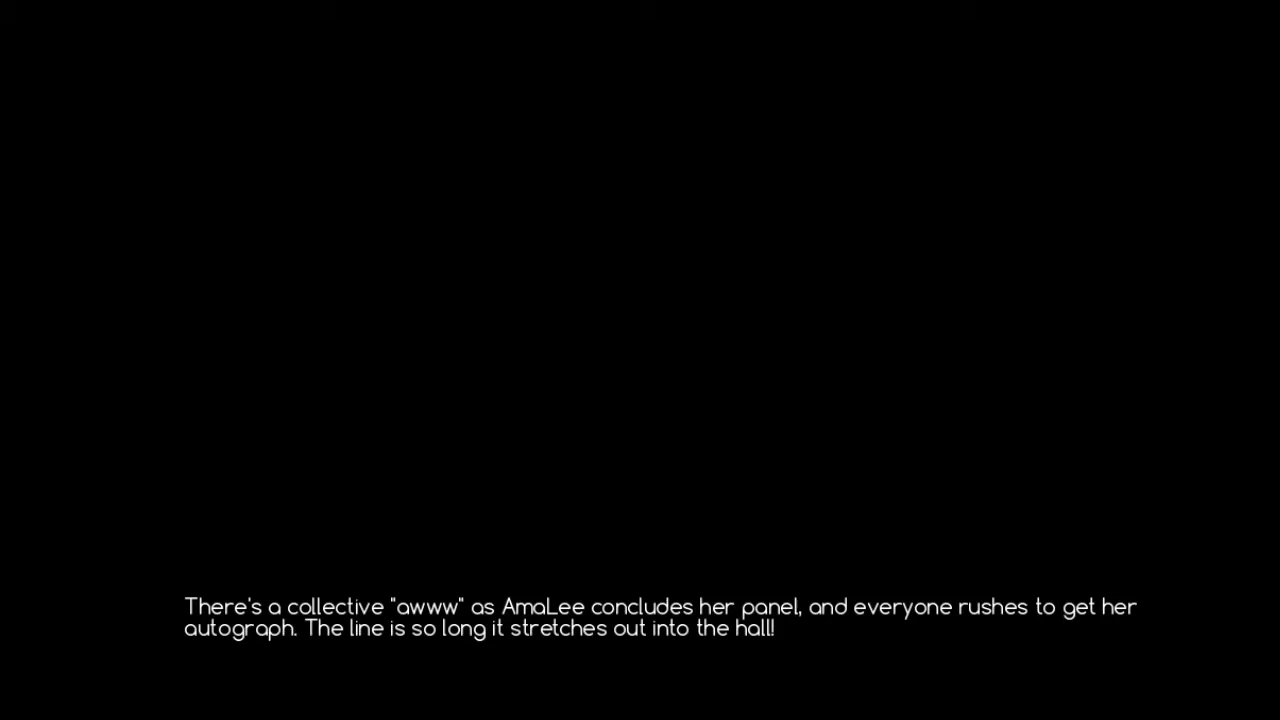 There's a collective "awww" as AmaLee concludes her panel, and everyone rushes to get her
autograph. The line is so long it stretches out into the hall!